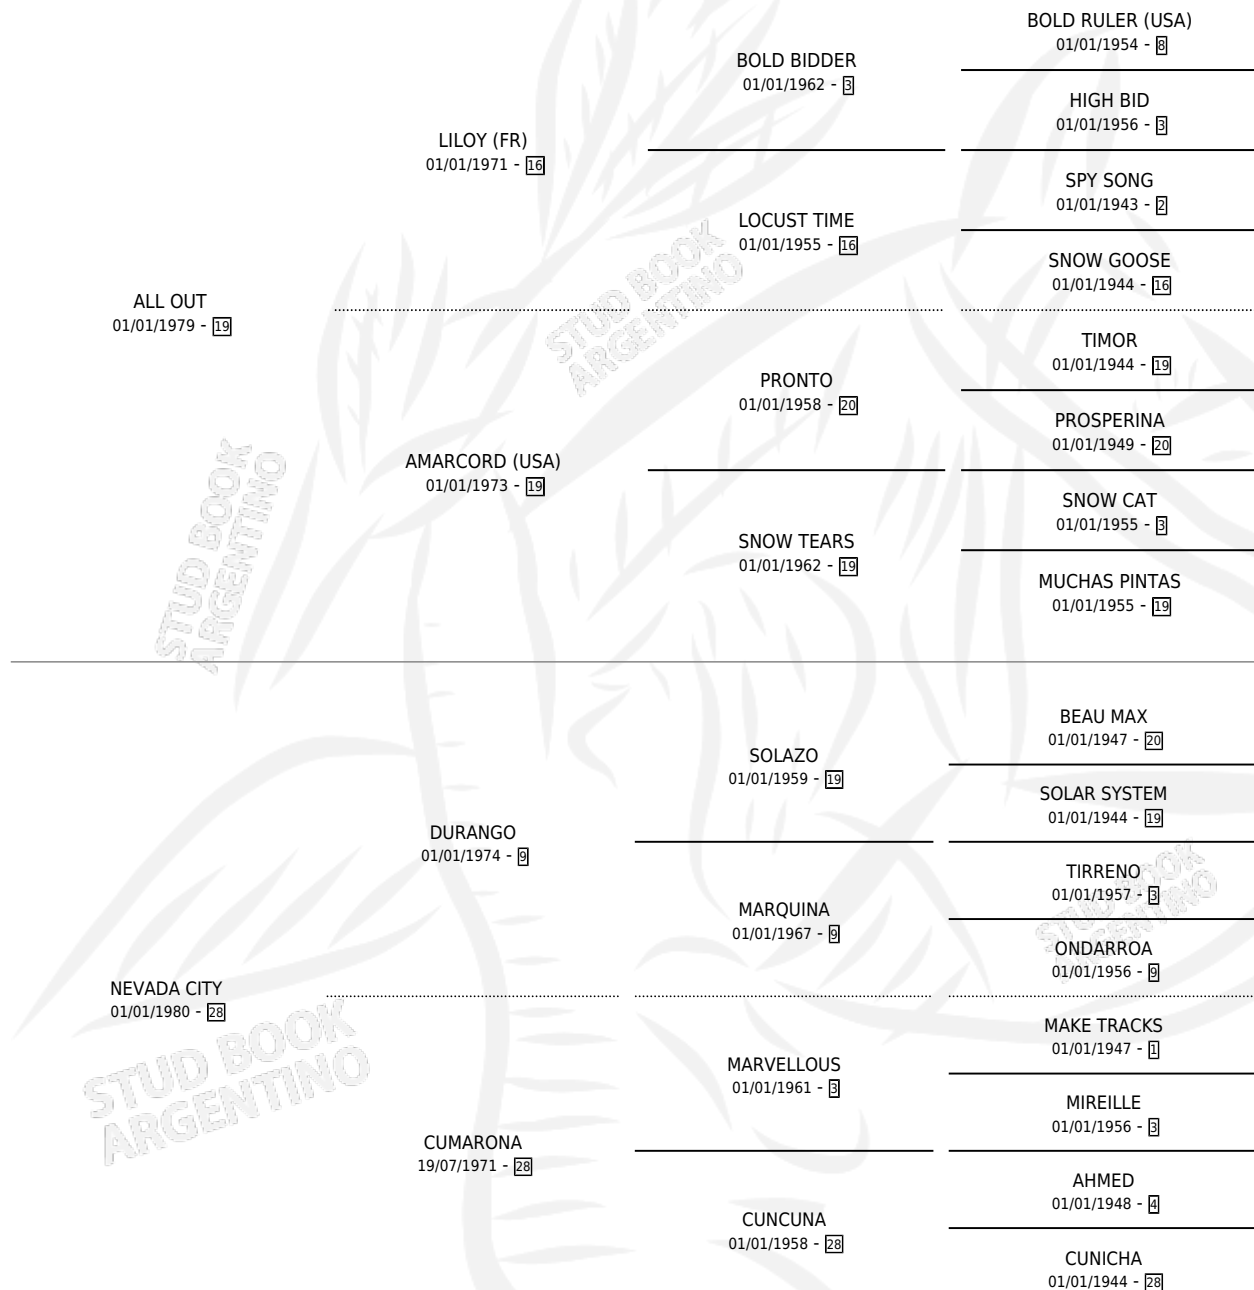 BOLD RULER (USA)
01/01/1954 - 8
BOLD BIDDER
01/01/1962 - 3
HIGH BID
01/01/1956 - 3
LILOY (FR)
01/01/1971 - 16
SPY SONG
01/01/1943 - 2
LOCUST TIME
01/01/1955 - 16
SNOW GOOSE
01/01/1944 - 16
ALL OUT
01/01/1979 - 19
STUD BOOK
ARGENTINO
TIMOR
01/01/1944 - 19
PRONTO
01/01/1958 - 20
PROSPERINA
01/01/1949 - 20
AMARCORD (USA)
01/01/1973 - 19
SNOW CAT
01/01/1955 - 3
SNOW TEARS
01/01/1962 - 19
MUCHAS PINTAS
01/01/1955 - 19
STUD BOOK
ARGENTINO
BEAU MAX
01/01/1947 - 20
SOLAZO
01/01/1959 - 19
SOLAR SYSTEM
01/01/1944 - 19
DURANGO
01/01/1974 - 9
TIRRENO
01/01/1957 - 3
MARQUINA
01/01/1967 - 9
STUD BOOK
ARGENTINO
ONDARROA
01/01/1956 - 9
NEVADA CITY
01/01/1980 - 28
STUD BOOK
ARGENTINO
MAKE TRACKS
01/01/1947 - 1
MARVELLOUS
01/01/1961 - 3
MIREILLE
01/01/1956 - 3
CUMARONA
19/07/1971 - 28
AHMED
01/01/1948 - 4
CUNCUNA
01/01/1958 - 28
CUNICHA
01/01/1944 - 28